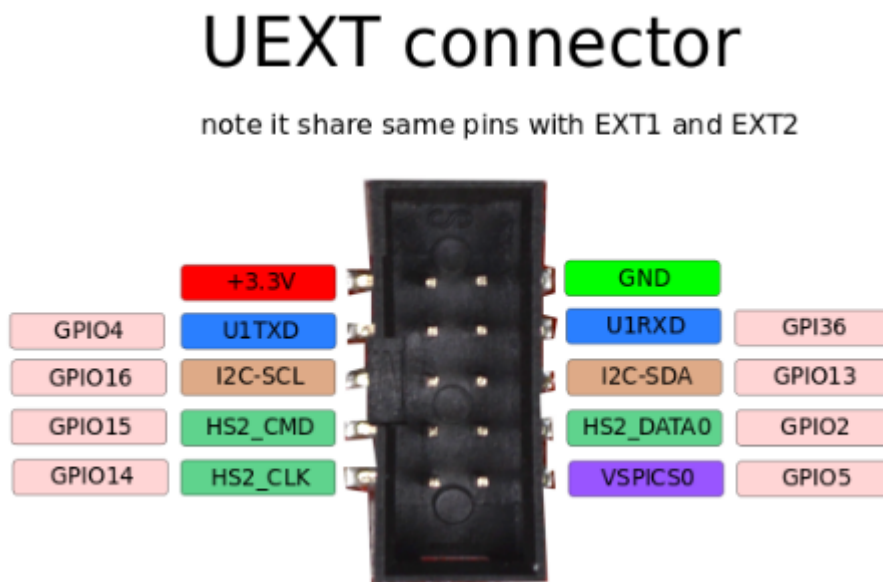 UEXT connector
note it share same pins with EXT1 and EXT2
+3.3V GND
GPIO4 U1TXD U1RXD GPI36
GPIO16 I2C-SCL I2C-SDA GPIO13
GPIO15 HS2_CMD HS2_DATA0 GPIO2
GPIO14 HS2_CLK VSPICS0 GPIO5